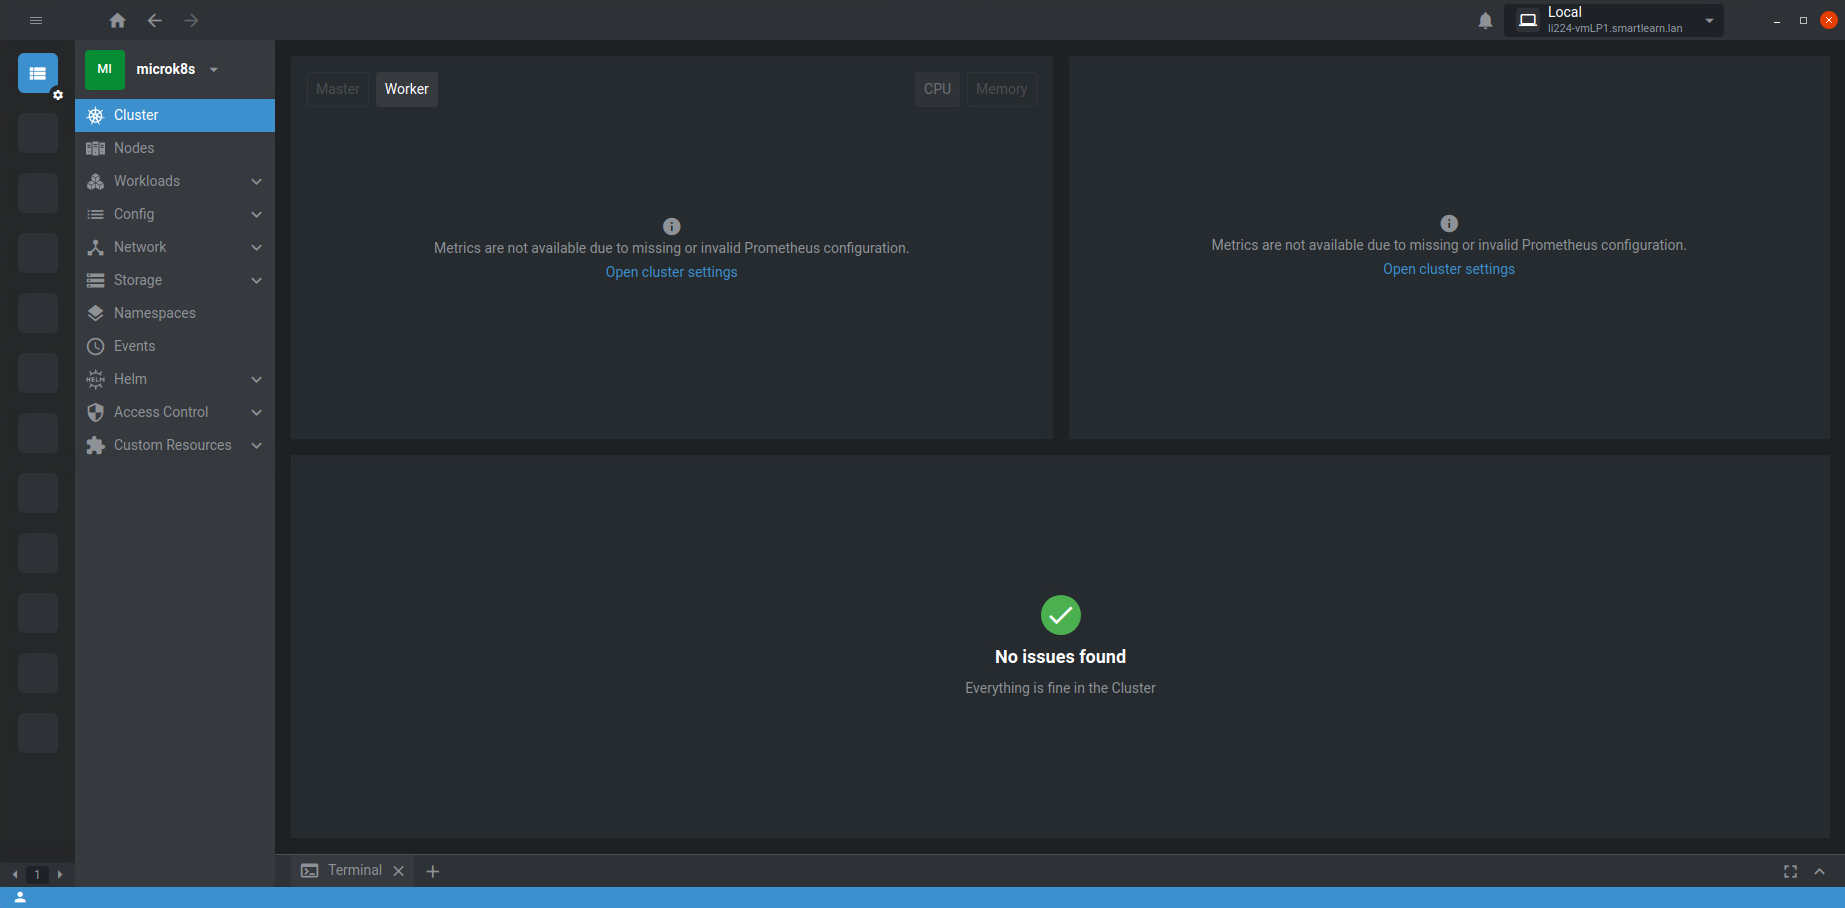 Local
li224-vmLP1.smartlearn.lan
MI microk8s
Cluster
Nodes
Workloads
Config
Network
Storage
Namespaces
Events
HELM Helm
Access Control
Custom Resources
Master Worker CPU Memory
Metrics are not available due to missing or invalid Prometheus configuration.
Open cluster settings
Metrics are not available due to missing or invalid Prometheus configuration.
Open cluster settings
No issues found
Everything is fine in the Cluster
Terminal
1